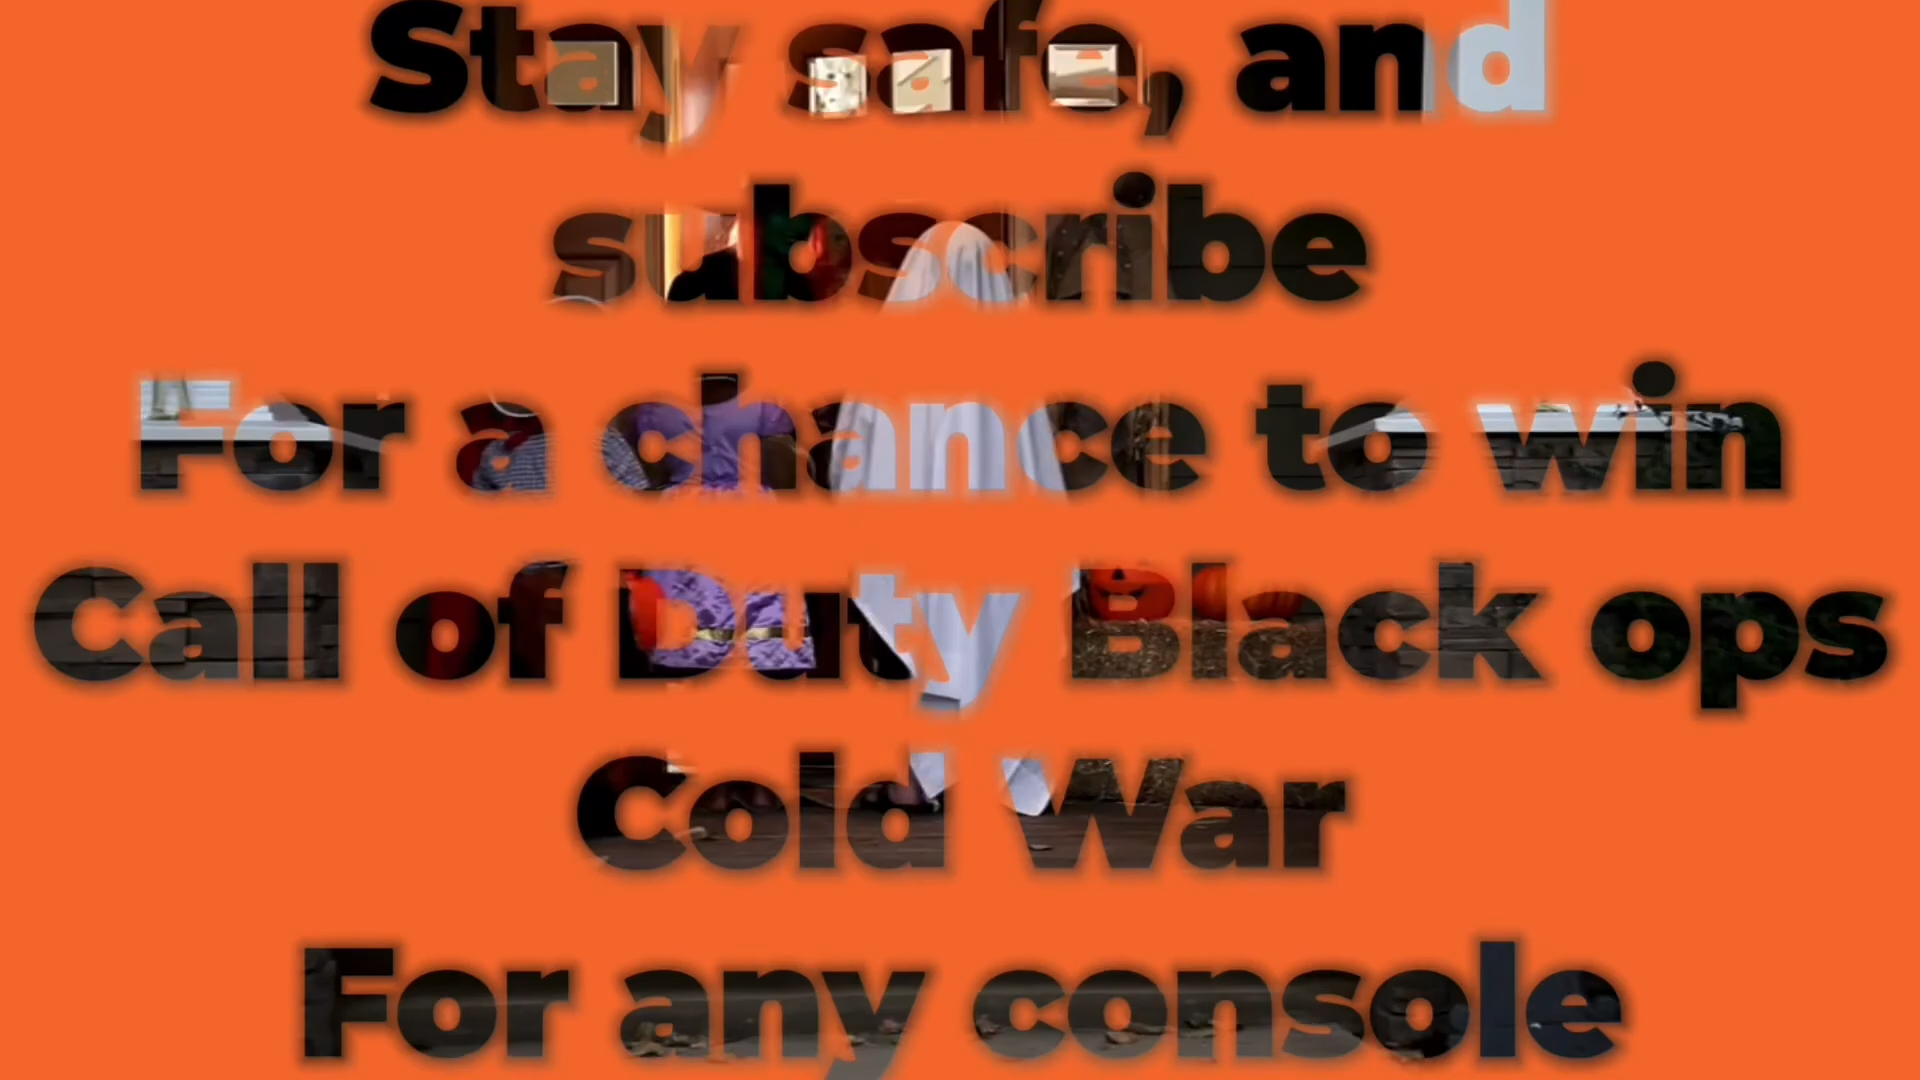 Stay safe, and
subscribe
For a chance to win
Call of Duty Black ops
Cold War
For any console